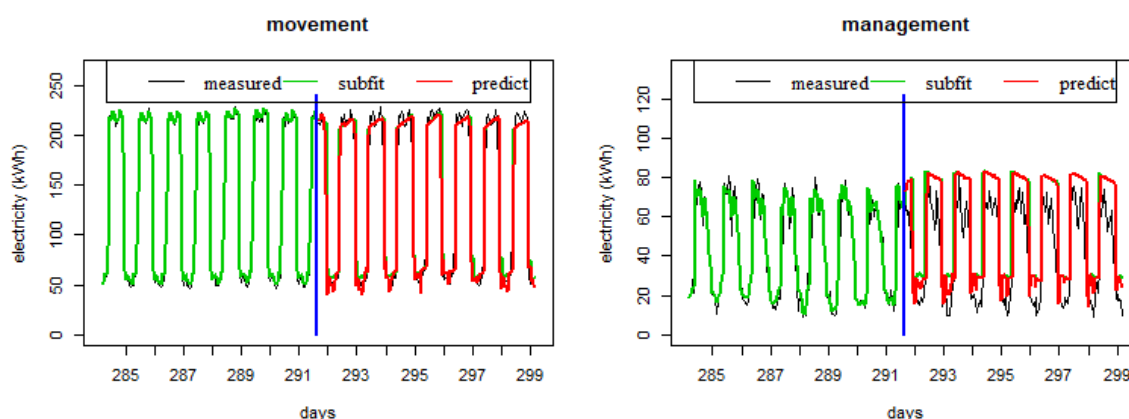 movement
measured subfit predict
electricity (kWh)
250
200
150
100
50
0
285 287 289 291 293 295 297 299
days
management
measured subfit predict
electricity (kWh)
120
100
80
60
40
20
0
285 287 289 291 293 295 297 299
days